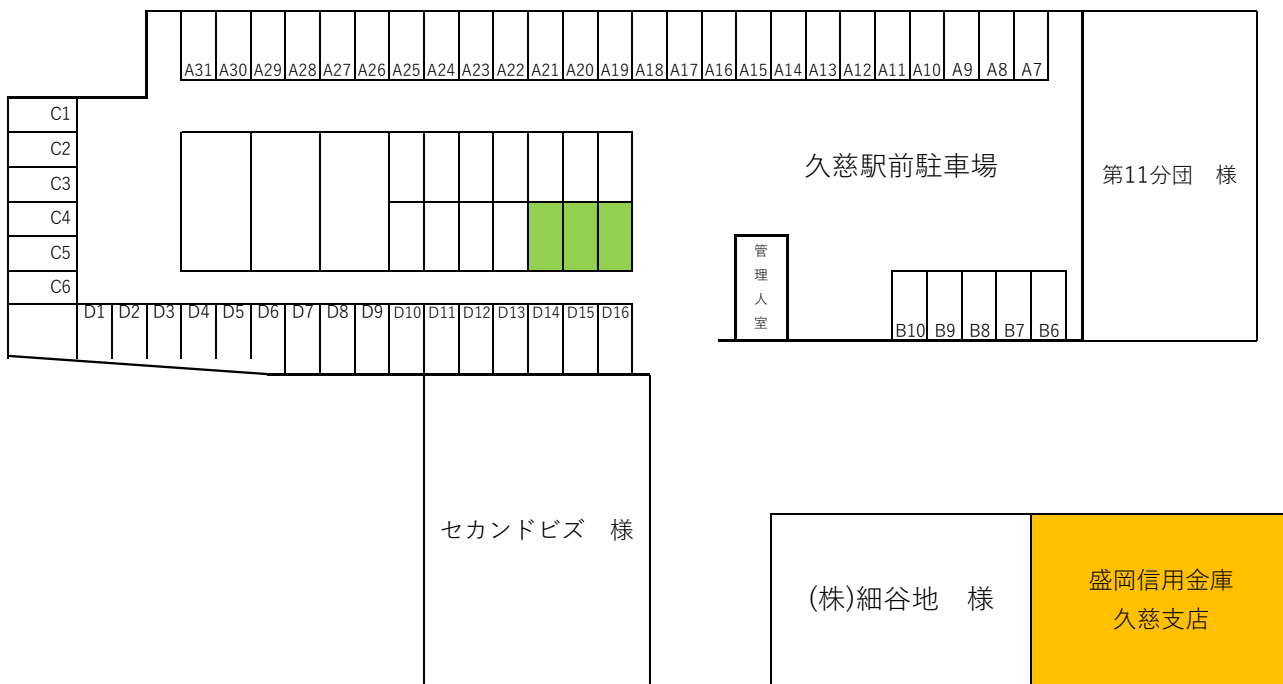 A31 A30 A29 A28 A27 A26 A25 A24 A23 A22 A21 A20 A19 A18 A17 A16 A15 A14 A13 A12 A11 A10 A9 A8 A7
C1
C2
C3
C4
C5
C6
久慈駅前駐車場
第11分団 様
管
理
人
室
B10 B9 B8 B7 B6
D1 D2 D3 D4 D5 D6 D7 D8 D9 D10 D11 D12 D13 D14 D15 D16
セカンドビズ 様
(株)細谷地 様
盛岡信用金庫
久慈支店